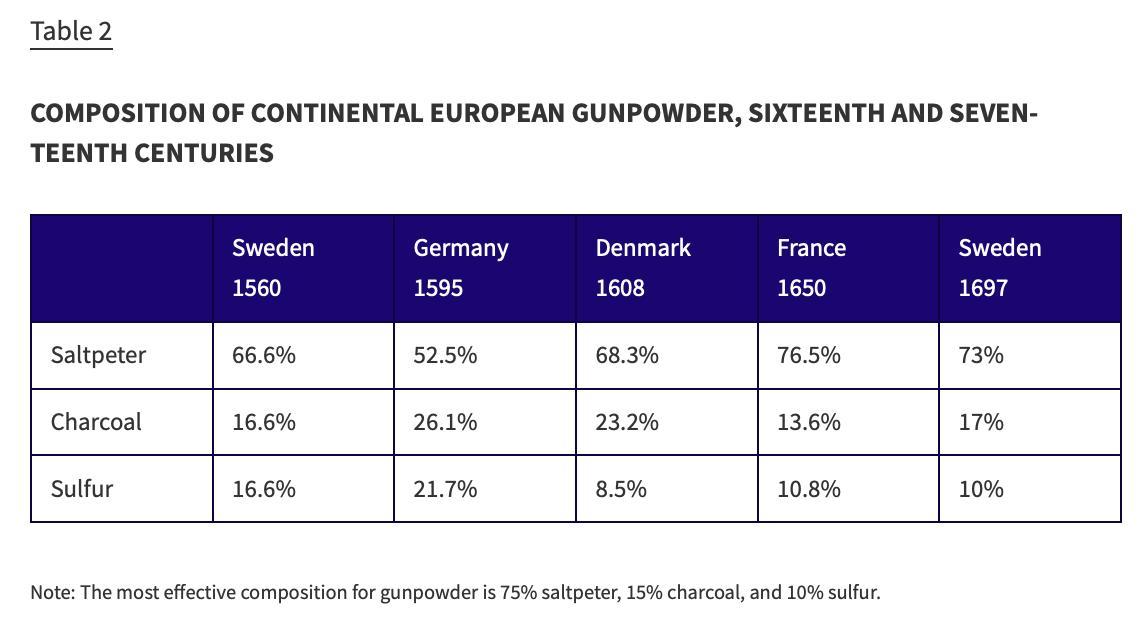 Table 2
COMPOSITION OF CONTINENTAL EUROPEAN GUNPOWDER, SIXTEENTH AND SEVEN-
TEENTH CENTURIES
Sweden Germany Denmark France Sweden
1560 1595 1608 1650 1697
Saltpeter 66.6% 52.5% 68.3% 76.5% 73%
Charcoal 16.6% 26.1% 23.2% 13.6% 17%
Sulfur 16.6% 21.7% 8.5% 10.8% 10%
Note: The most effective composition for gunpowder is 75% saltpeter, 15% charcoal, and 10% sulfur.